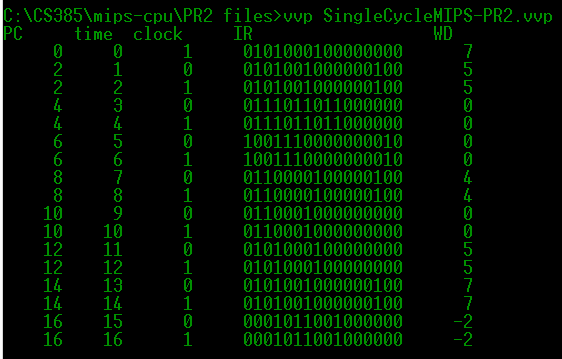 C:\CS385\mips-cpu\PR2 files>vvp SingleCycleMIPS-PR2.vvp
PC time clock IR WD
0 0 1 0101000100000000 7
2 1 0 0101001000000100 5
2 2 1 0101001000000100 5
4 3 0 0111011011000000 0
4 4 1 0111011011000000 0
6 5 0 1001110000000010 0
6 6 1 1001110000000010 0
8 7 0 0110000100000100 4
8 8 1 0110000100000100 4
10 9 0 0110001000000000 0
10 10 1 0110001000000000 0
12 11 0 0101000100000000 5
12 12 1 0101000100000000 5
14 13 0 0101001000000100 7
14 14 1 0101001000000100 7
16 15 0 0001011001000000 -2
16 16 1 0001011001000000 -2